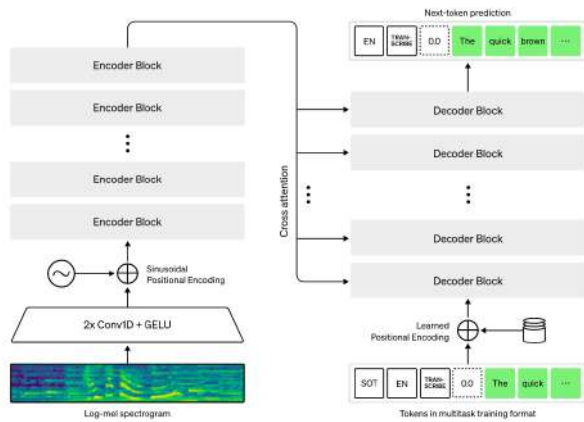 Next-token prediction
EN
TRAN-
SCRIBE
0.0
The
quick
brown
...
Encoder Block
Encoder Block
Encoder Block
Encoder Block
Sinusoidal
Positional Encoding
2x Conv1D + GELU
Log-mel spectrogram
Cross attention
Decoder Block
Decoder Block
Decoder Block
Decoder Block
Learned
Positional Encoding
SOT
EN
TRAN-
SCRIBE
0.0
The
quick
...
Tokens in multitask training format